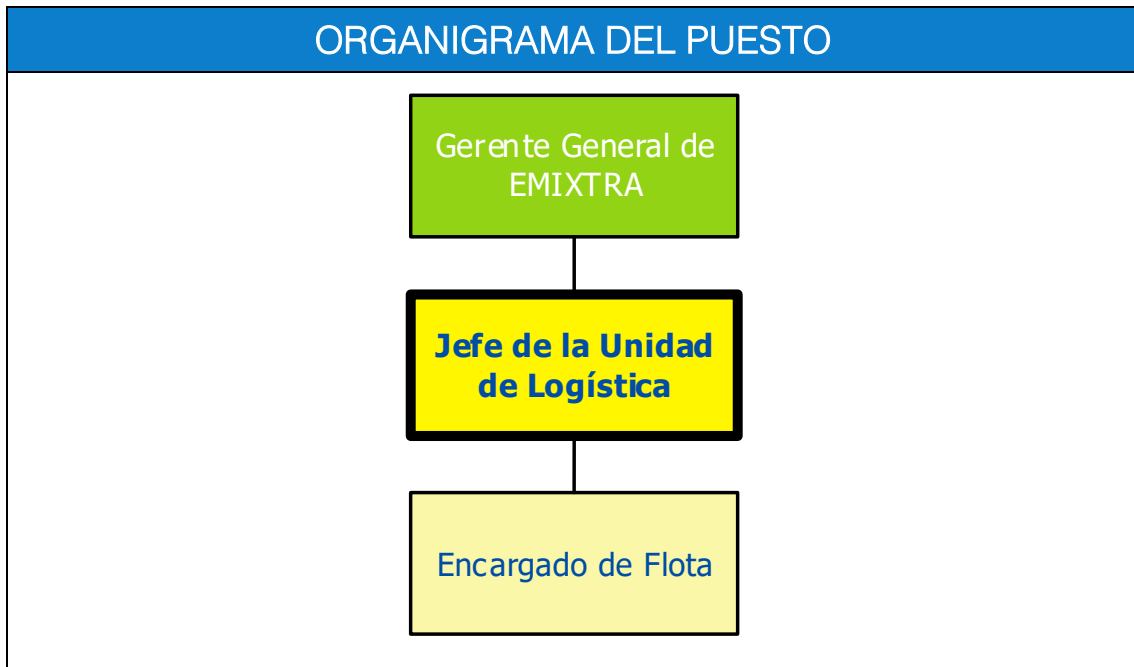 ORGANIGRAMA DEL PUESTO
Gerente General de
EMIXTRA
Jefe de la Unidad
de Logística
Encargado de Flota